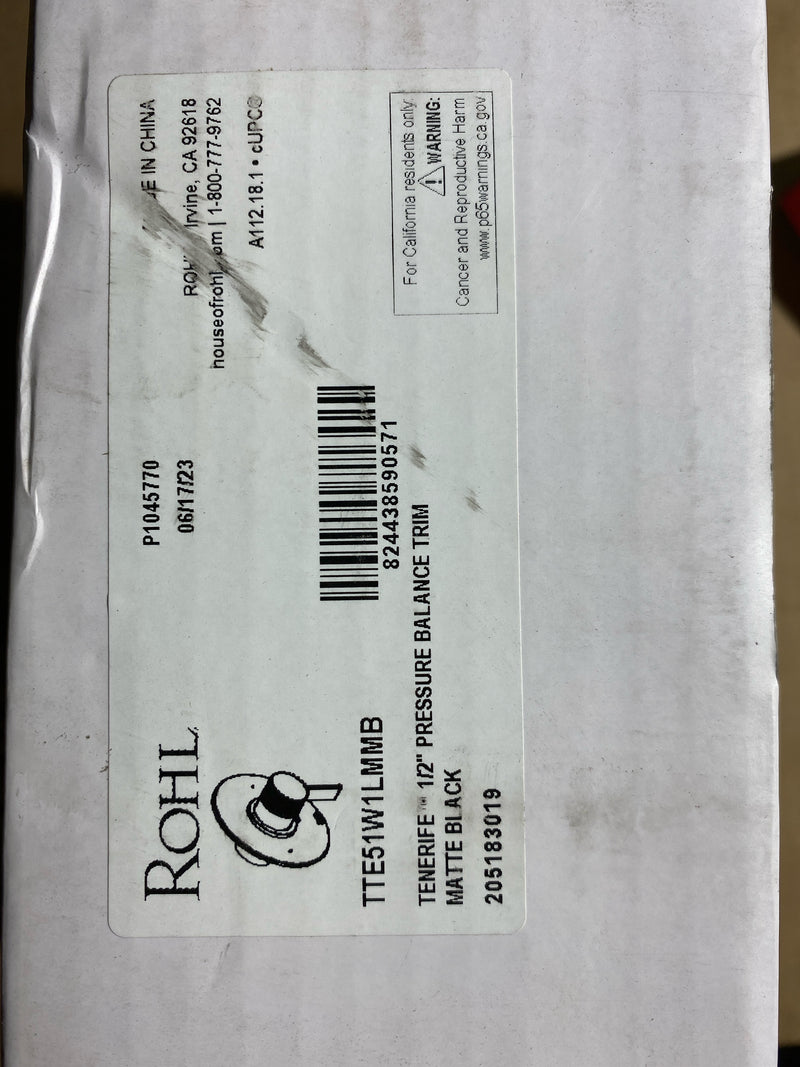 ROHL
P1045770
06/17/23
IN CHINA
Irvine, CA 92618
| 1-800-777-9762
A112.18.1 • cUPC®
TTE51W1LMMB
824438590571
TENERIFE™ 1/2" PRESSURE BALANCE TRIM
MATTE BLACK
205183019
For California residents only
⚠ WARNING:
Cancer and Reproductive Harm
www.p65warnings.ca.gov